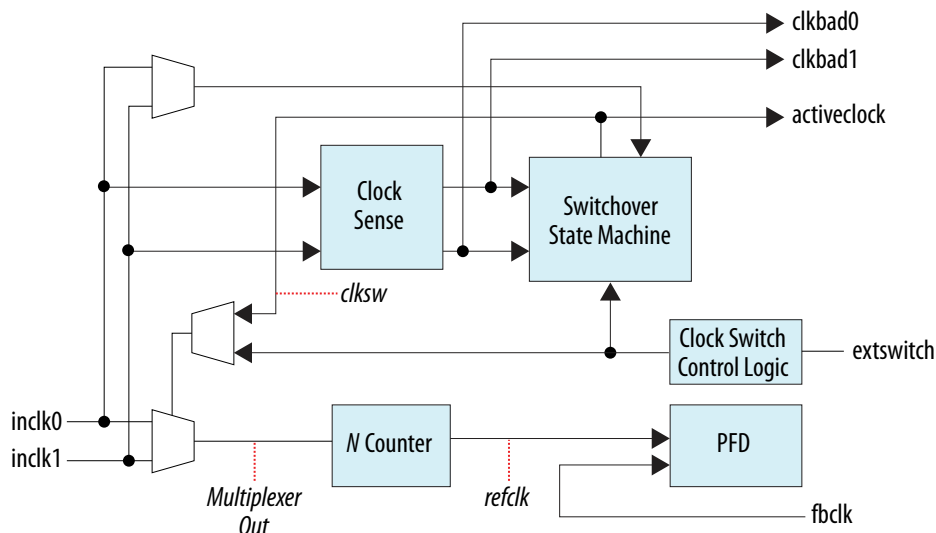 clkbad0
clkbad1
activeclock
Clock
Sense
Switchover
State Machine
clksw
Clock Switch
Control Logic
extswitch
inclk0
inclk1
N Counter
PFD
Multiplexer
Out
refclk
fbclk